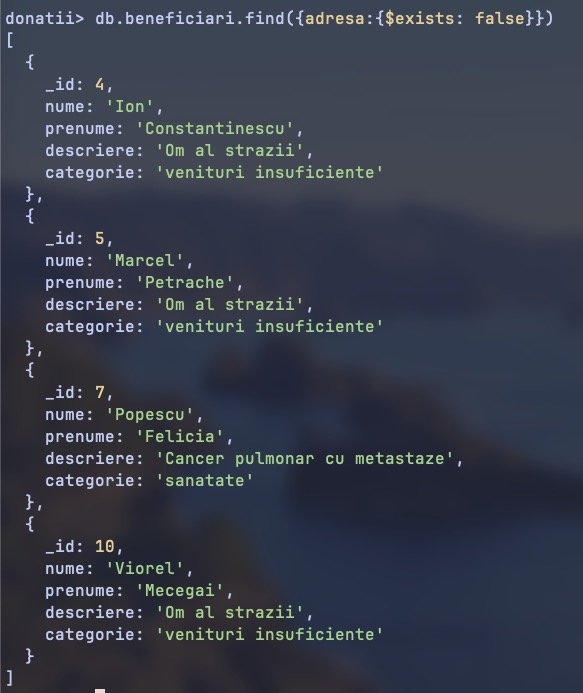 donatii> db.beneficiari.find({adresa:{$exists: false}})
[
  {
    _id: 4,
    nume: 'Ion',
    prenume: 'Constantinescu',
    descriere: 'Om al strazii',
    categorie: 'venituri insuficiente'
  },
  {
    _id: 5,
    nume: 'Marcel',
    prenume: 'Petrache',
    descriere: 'Om al strazii',
    categorie: 'venituri insuficiente'
  },
  {
    _id: 7,
    nume: 'Popescu',
    prenume: 'Felicia',
    descriere: 'Cancer pulmonar cu metastaze',
    categorie: 'sanatate'
  },
  {
    _id: 10,
    nume: 'Viorel',
    prenume: 'Mecegai',
    descriere: 'Om al strazii',
    categorie: 'venituri insuficiente'
  }
]